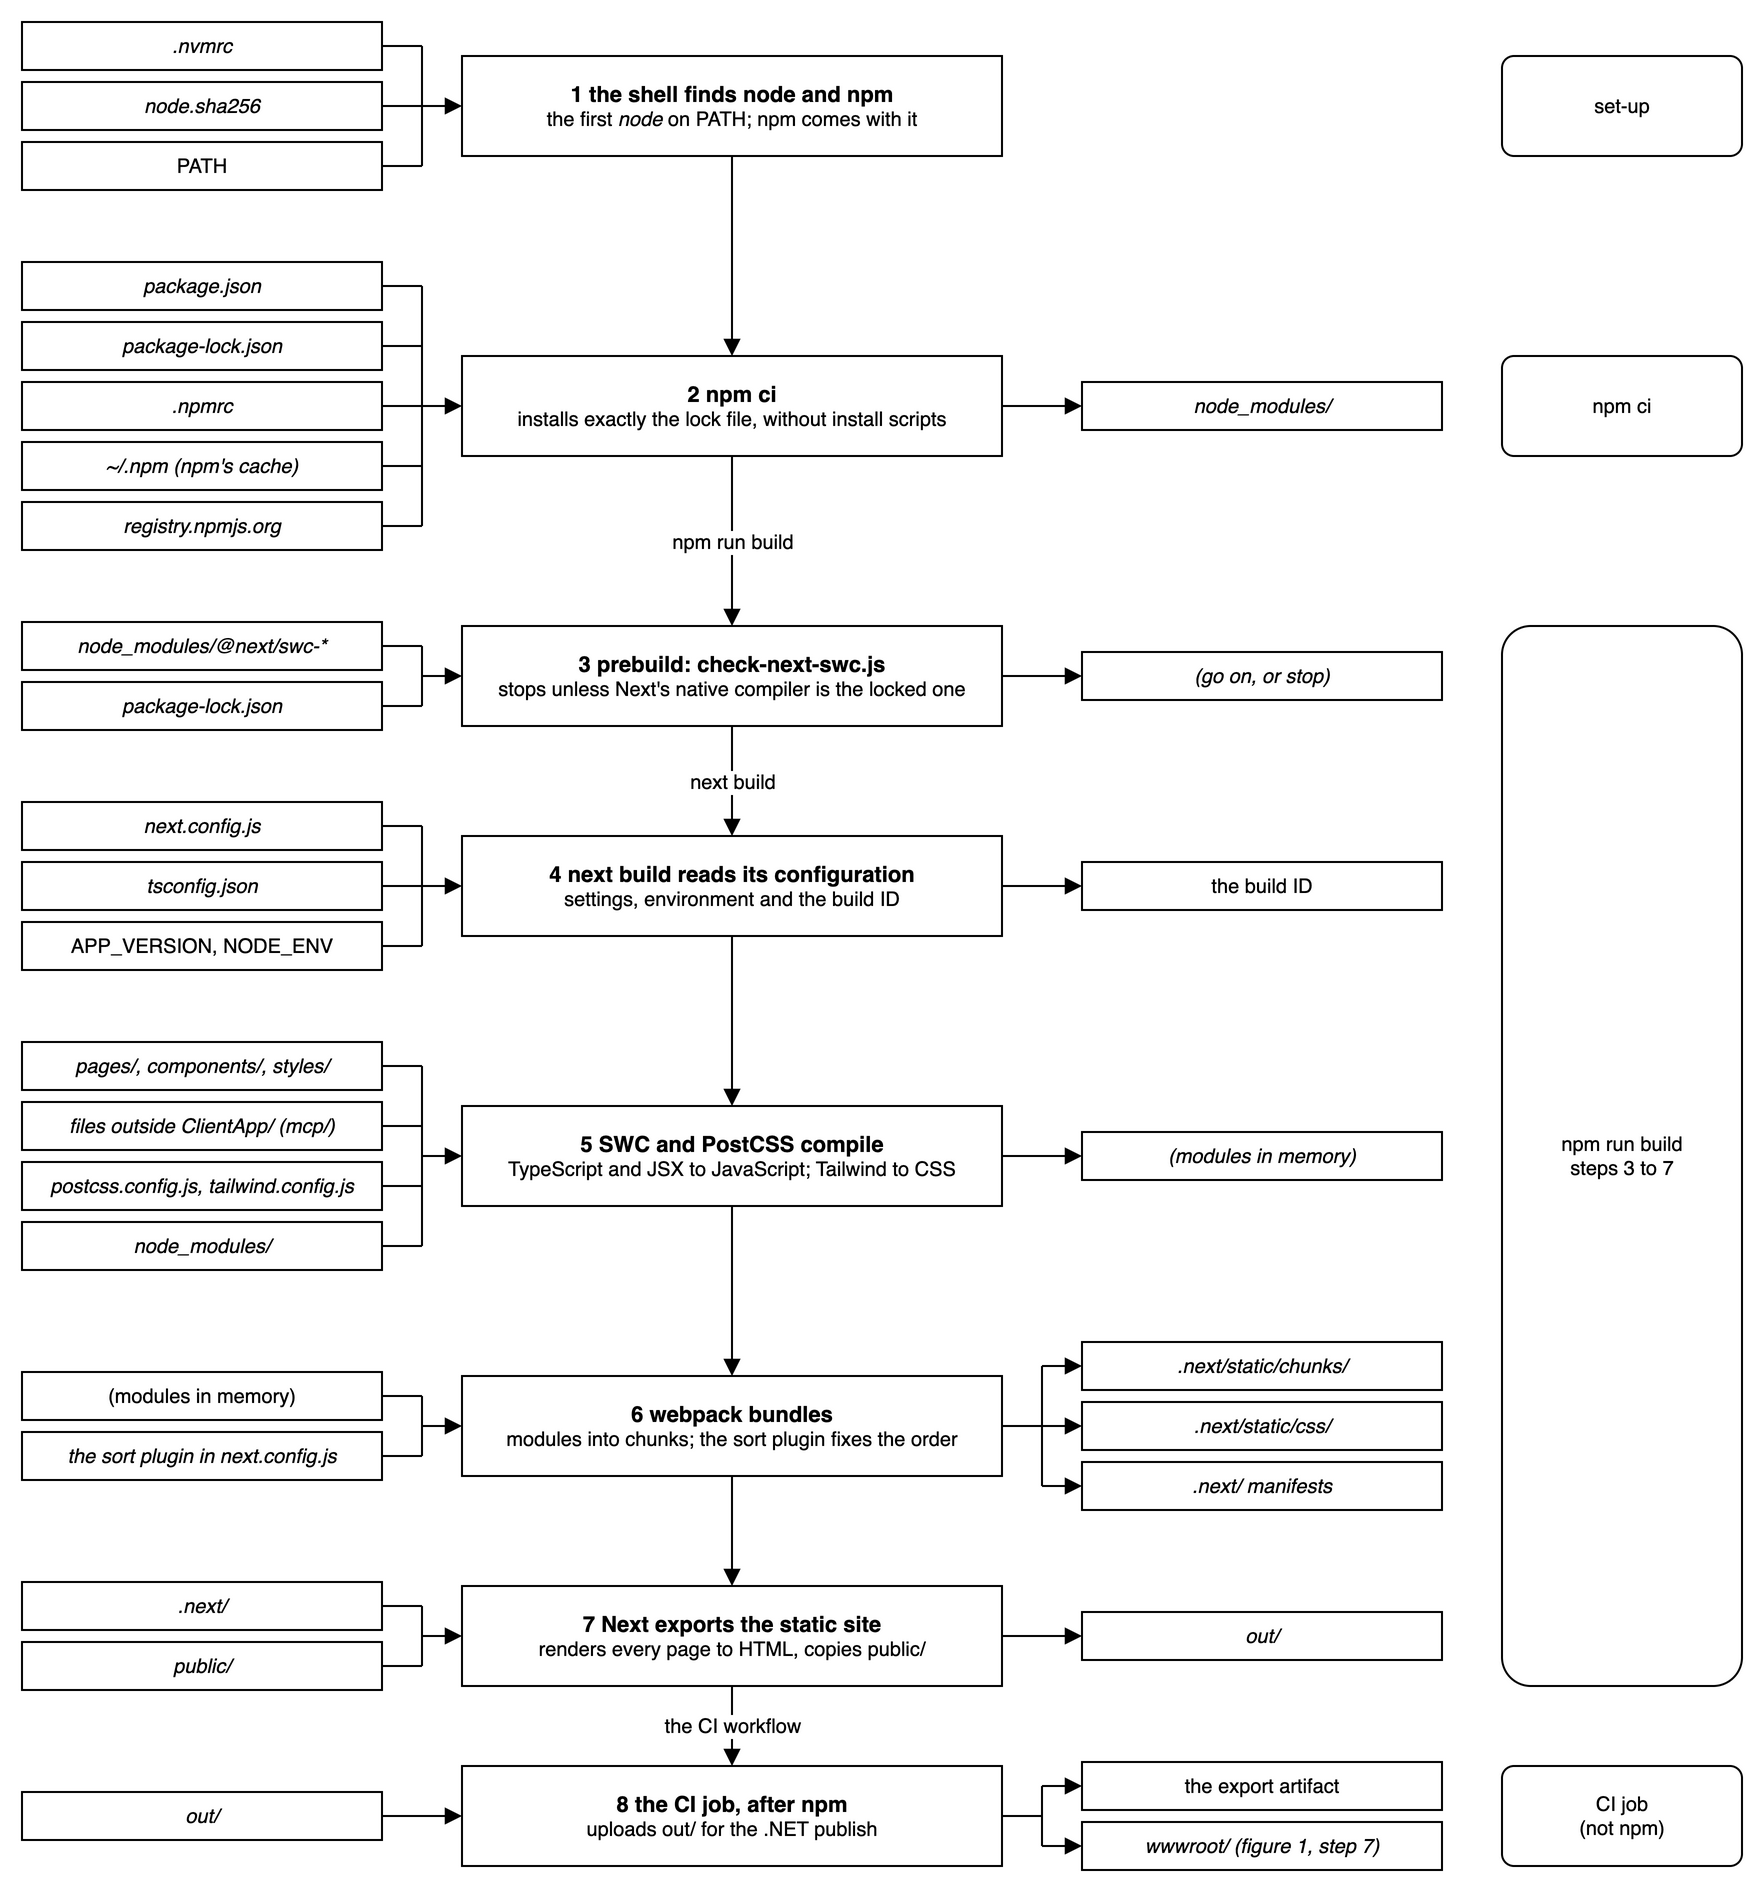 .nvmrc
node.sha256
PATH
1 the shell finds node and npm
the first node on PATH; npm comes with it
set-up
package.json
package-lock.json
.npmrc
~/.npm (npm's cache)
registry.npmjs.org
2 npm ci
installs exactly the lock file, without install scripts
node_modules/
npm ci
npm run build
node_modules/@next/swc-*
package-lock.json
3 prebuild: check-next-swc.js
stops unless Next's native compiler is the locked one
(go on, or stop)
next build
next.config.js
tsconfig.json
APP_VERSION, NODE_ENV
4 next build reads its configuration
settings, environment and the build ID
the build ID
pages/, components/, styles/
files outside ClientApp/ (mcp/)
postcss.config.js, tailwind.config.js
node_modules/
5 SWC and PostCSS compile
TypeScript and JSX to JavaScript; Tailwind to CSS
(modules in memory)
npm run build
steps 3 to 7
(modules in memory)
the sort plugin in next.config.js
6 webpack bundles
modules into chunks; the sort plugin fixes the order
.next/static/chunks/
.next/static/css/
.next/ manifests
.next/
public/
7 Next exports the static site
renders every page to HTML, copies public/
out/
the CI workflow
out/
8 the CI job, after npm
uploads out/ for the .NET publish
the export artifact
wwwroot/ (figure 1, step 7)
CI job
(not npm)